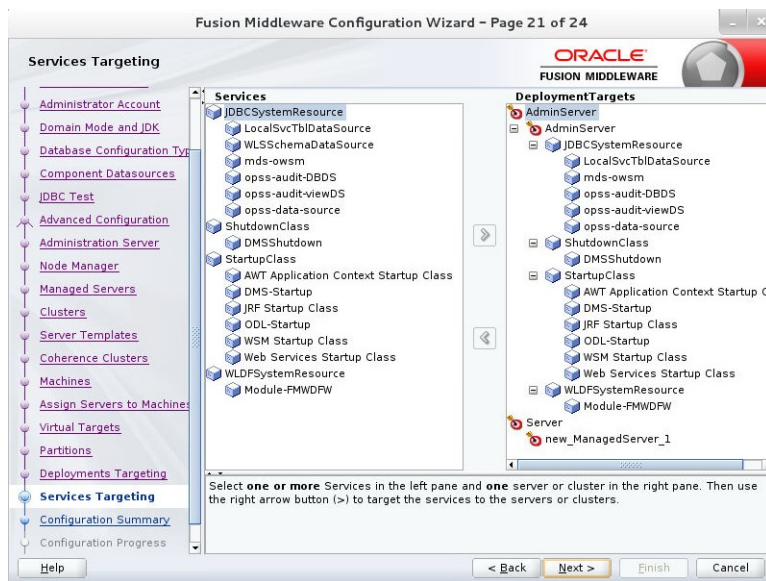 Fusion Middleware Configuration Wizard - Page 21 of 24
Services Targeting
ORACLE
FUSION MIDDLEWARE
Administrator Account
Domain Mode and JDK
Database Configuration Typ
Component Datasources
JDBC Test
Advanced Configuration
Administration Server
Node Manager
Managed Servers
Clusters
Server Templates
Coherence Clusters
Machines
Assign Servers to Machines
Virtual Targets
Partitions
Deployments Targeting
Services Targeting
Configuration Summary
Configuration Progress
Services
JDBCSystemResource
LocalSvcTblDataSource
WLSSchemaDataSource
mds-owsm
opss-audit-DBDS
opss-audit-viewDS
opss-data-source
ShutdownClass
DMSShutdown
StartupClass
AWT Application Context Startup Class
DMS-Startup
JRF Startup Class
ODL-Startup
WSM Startup Class
Web Services Startup Class
WLDFSystemResource
Module-FMWDFW
DeploymentTargets
AdminServer
AdminServer
JDBCSystemResource
LocalSvcTblDataSource
mds-owsm
opss-audit-DBDS
opss-audit-viewDS
opss-data-source
ShutdownClass
DMSShutdown
StartupClass
AWT Application Context Startup C
DMS-Startup
JRF Startup Class
ODL-Startup
WSM Startup Class
Web Services Startup Class
WLDFSystemResource
Module-FMWDFW
Server
new_ManagedServer_1
Select one or more Services in the left pane and one server or cluster in the right pane. Then use
the right arrow button (>) to target the services to the servers or clusters.
Help
< Back
Next >
Finish
Cancel